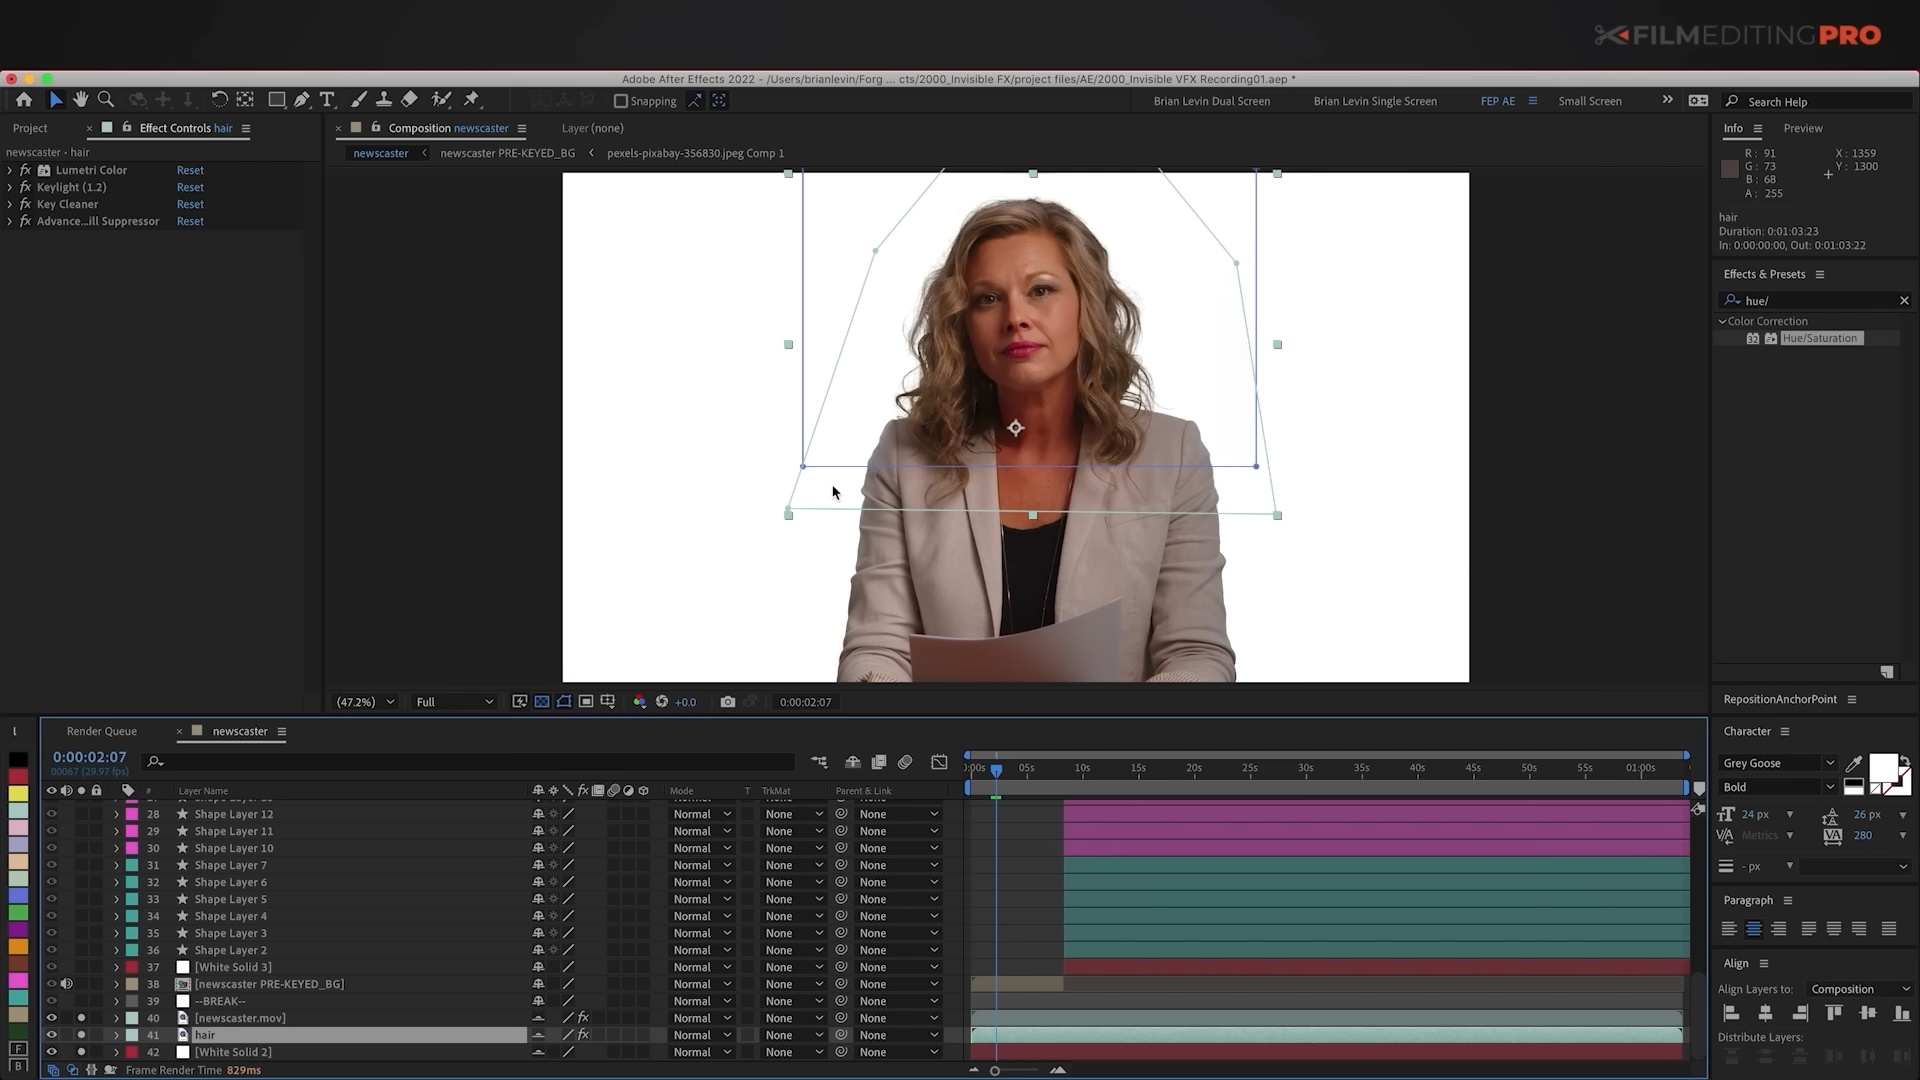 FILMEDITINGPRO
Adobe After Effects 2022 - /Users/brianlevin/Forg ... cts/2000_Invisible FX/project files/AE/2000_Invisible VFX Recording01.aep *
Snapping
Brian Levin Dual Screen
Brian Levin Single Screen
FEP AE
Small Screen
Search Help
Project
Effect Controls hair
Composition newscaster
Layer (none)
Info
Preview
newscaster • hair
newscaster
newscaster PRE-KEYED_BG
pexels-pixabay-356830.jpeg Comp 1
fx Lumetri Color Reset
fx Keylight (1.2) Reset
fx Key Cleaner Reset
fx Advance...ill Suppressor Reset
R: 91
G: 73
B: 68
A: 255
X: 1359
Y: 1300
hair
Duration: 0:01:03:23
In: 0:00:00:00, Out: 0:01:03:22
Effects & Presets
hue/
Color Correction
32 Hue/Saturation
(47.2%)
Full
+0.0
0:00:02:07
RepositionAnchorPoint
Render Queue
newscaster
0:00:02:07
00067 (29.97 fps)
# Layer Name fx Mode T TrkMat Parent & Link
):00s 05s 10s 15s 20s 25s 30s 35s 40s 45s 50s 55s 01:00s
28 Shape Layer 12 Normal None None
29 Shape Layer 11 Normal None None
30 Shape Layer 10 Normal None None
31 Shape Layer 7 Normal None None
32 Shape Layer 6 Normal None None
33 Shape Layer 5 Normal None None
34 Shape Layer 4 Normal None None
35 Shape Layer 3 Normal None None
36 Shape Layer 2 Normal None None
37 [White Solid 3] Normal None None
38 [newscaster PRE-KEYED_BG] Normal None None
39 --BREAK-- Normal None None
40 [newscaster.mov] fx Normal None None
41 hair fx Normal None None
42 [White Solid 2] Normal None None
F
B
Frame Render Time 829ms
Character
Grey Goose
Bold
24 px
26 px
Metrics
280
- px
Paragraph
Align
Align Layers to: Composition
Distribute Layers: